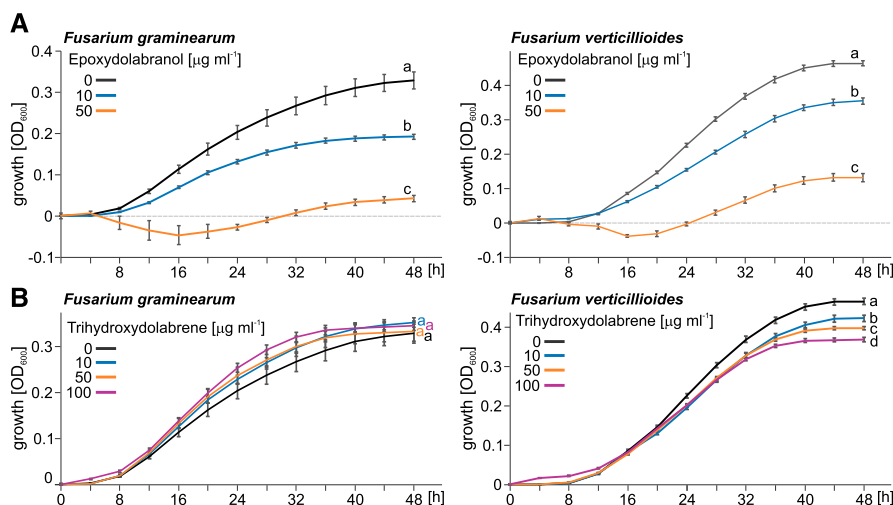 A
Fusarium graminearum
Epoxydolabranol [µg ml⁻¹]
0
10
50
growth [OD₆₀₀]
0.4
0.3
0.2
0.1
0
-0.1
a
b
c
8 16 24 32 40 48 [h]
Fusarium verticillioides
Epoxydolabranol [µg ml⁻¹]
0
10
50
growth [OD₆₀₀]
0.4
0.3
0.2
0.1
0
-0.1
a
b
c
8 16 24 32 40 48 [h]
B
Fusarium graminearum
Trihydroxydolabrene [µg ml⁻¹]
0
10
50
100
growth [OD₆₀₀]
0.3
0.2
0.1
0
a
a
a
a
0 8 16 24 32 40 48 [h]
Fusarium verticillioides
Trihydroxydolabrene [µg ml⁻¹]
0
10
50
100
growth [OD₆₀₀]
0.4
0.3
0.2
0.1
0
a
b
c
d
0 8 16 24 32 40 48 [h]